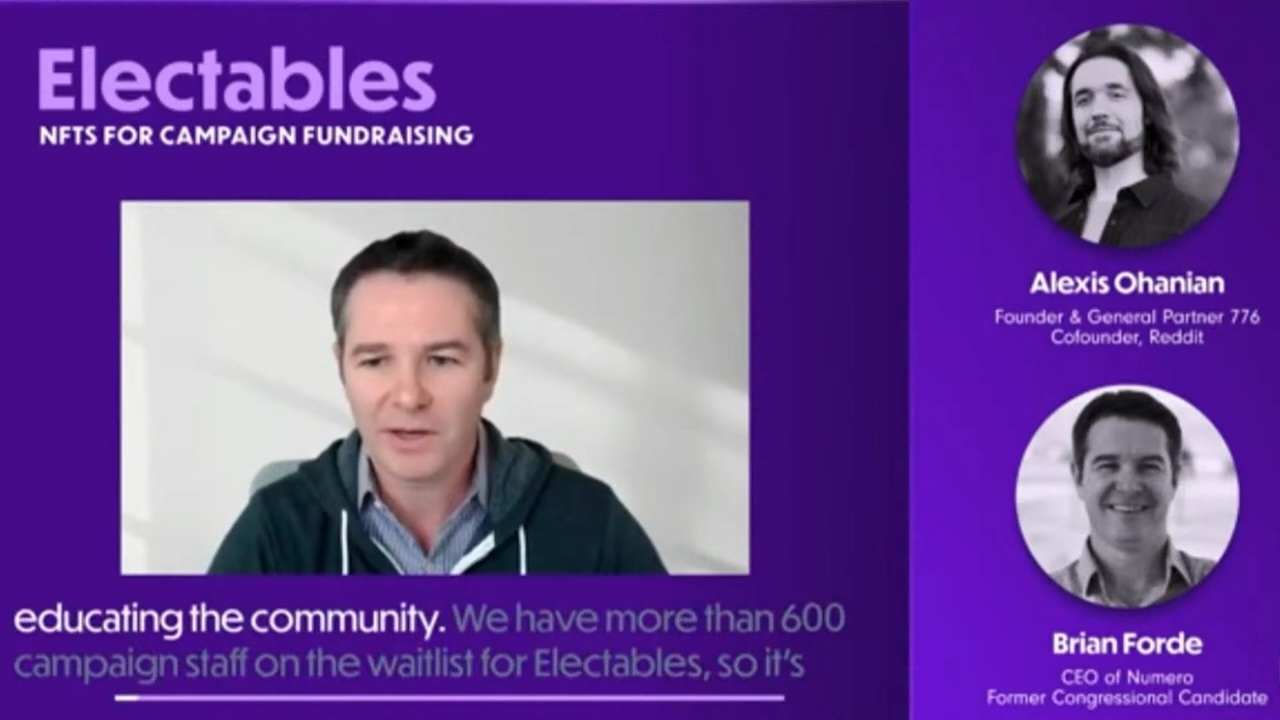 Electables
NFTS FOR CAMPAIGN FUNDRAISING
educating the community. We have more than 600
campaign staff on the waitlist for Electables, so it's
Alexis Ohanian
Founder & General Partner 776
Cofounder, Reddit
Brian Forde
CEO of Numero
Former Congressional Candidate